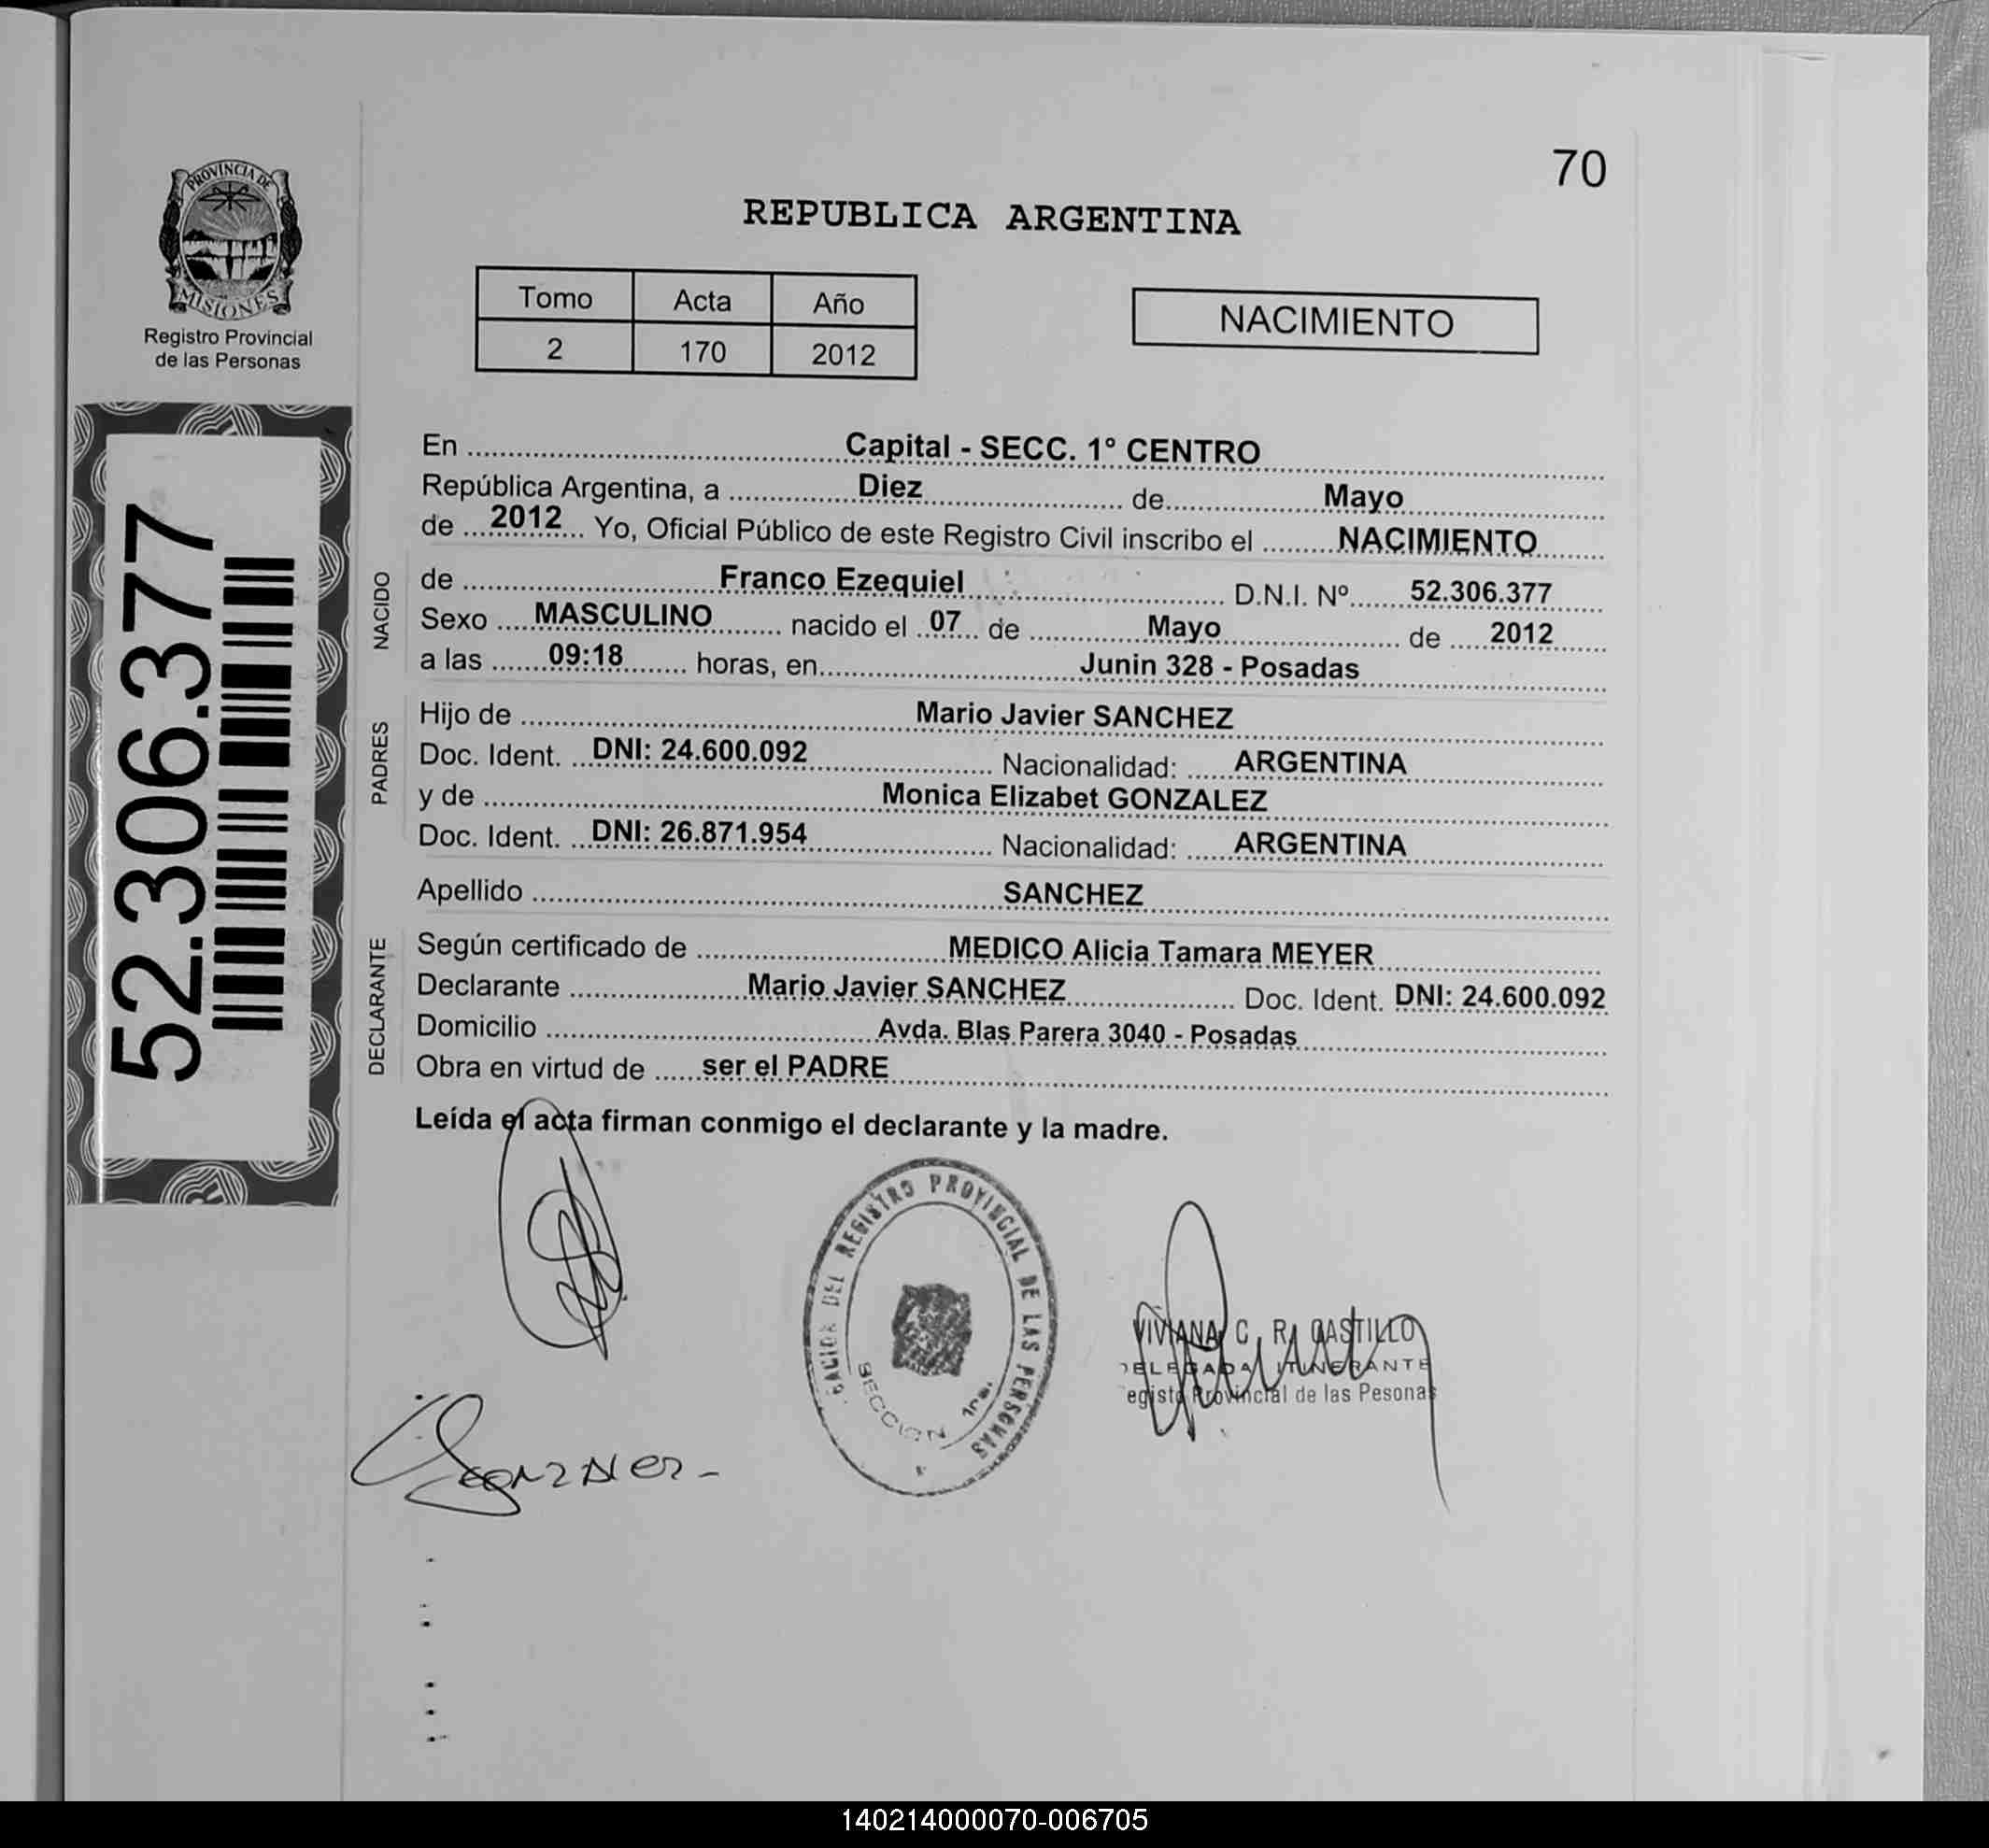 70
PROVINCIA DE
MISIONES
Registro Provincial
de las Personas
REPUBLICA ARGENTINA
Tomo Acta Año
2 170 2012
NACIMIENTO
52.306.377
En Capital - SECC. 1° CENTRO
República Argentina, a Diez de Mayo
de 2012 Yo, Oficial Público de este Registro Civil inscribo el NACIMIENTO
NACIDO
de Franco Ezequiel D.N.I. Nº 52.306.377
Sexo MASCULINO nacido el 07 de Mayo de 2012
a las 09:18 horas, en Junin 328 - Posadas
PADRES
Hijo de Mario Javier SANCHEZ
Doc. Ident. DNI: 24.600.092 Nacionalidad: ARGENTINA
y de Monica Elizabet GONZALEZ
Doc. Ident. DNI: 26.871.954 Nacionalidad: ARGENTINA
Apellido SANCHEZ
DECLARANTE
Según certificado de MEDICO Alicia Tamara MEYER
Declarante Mario Javier SANCHEZ Doc. Ident. DNI: 24.600.092
Domicilio Avda. Blas Parera 3040 - Posadas
Obra en virtud de ser el PADRE
Leída el acta firman conmigo el declarante y la madre.
DEL REGISTRO PROVINCIAL DE LAS PERSONAS
SECCION 1ra.
VIVIANA C. R. CASTILLO
ELEGADA ITINERANTE
egisto Provincial de las Pesonas
140214000070-006705